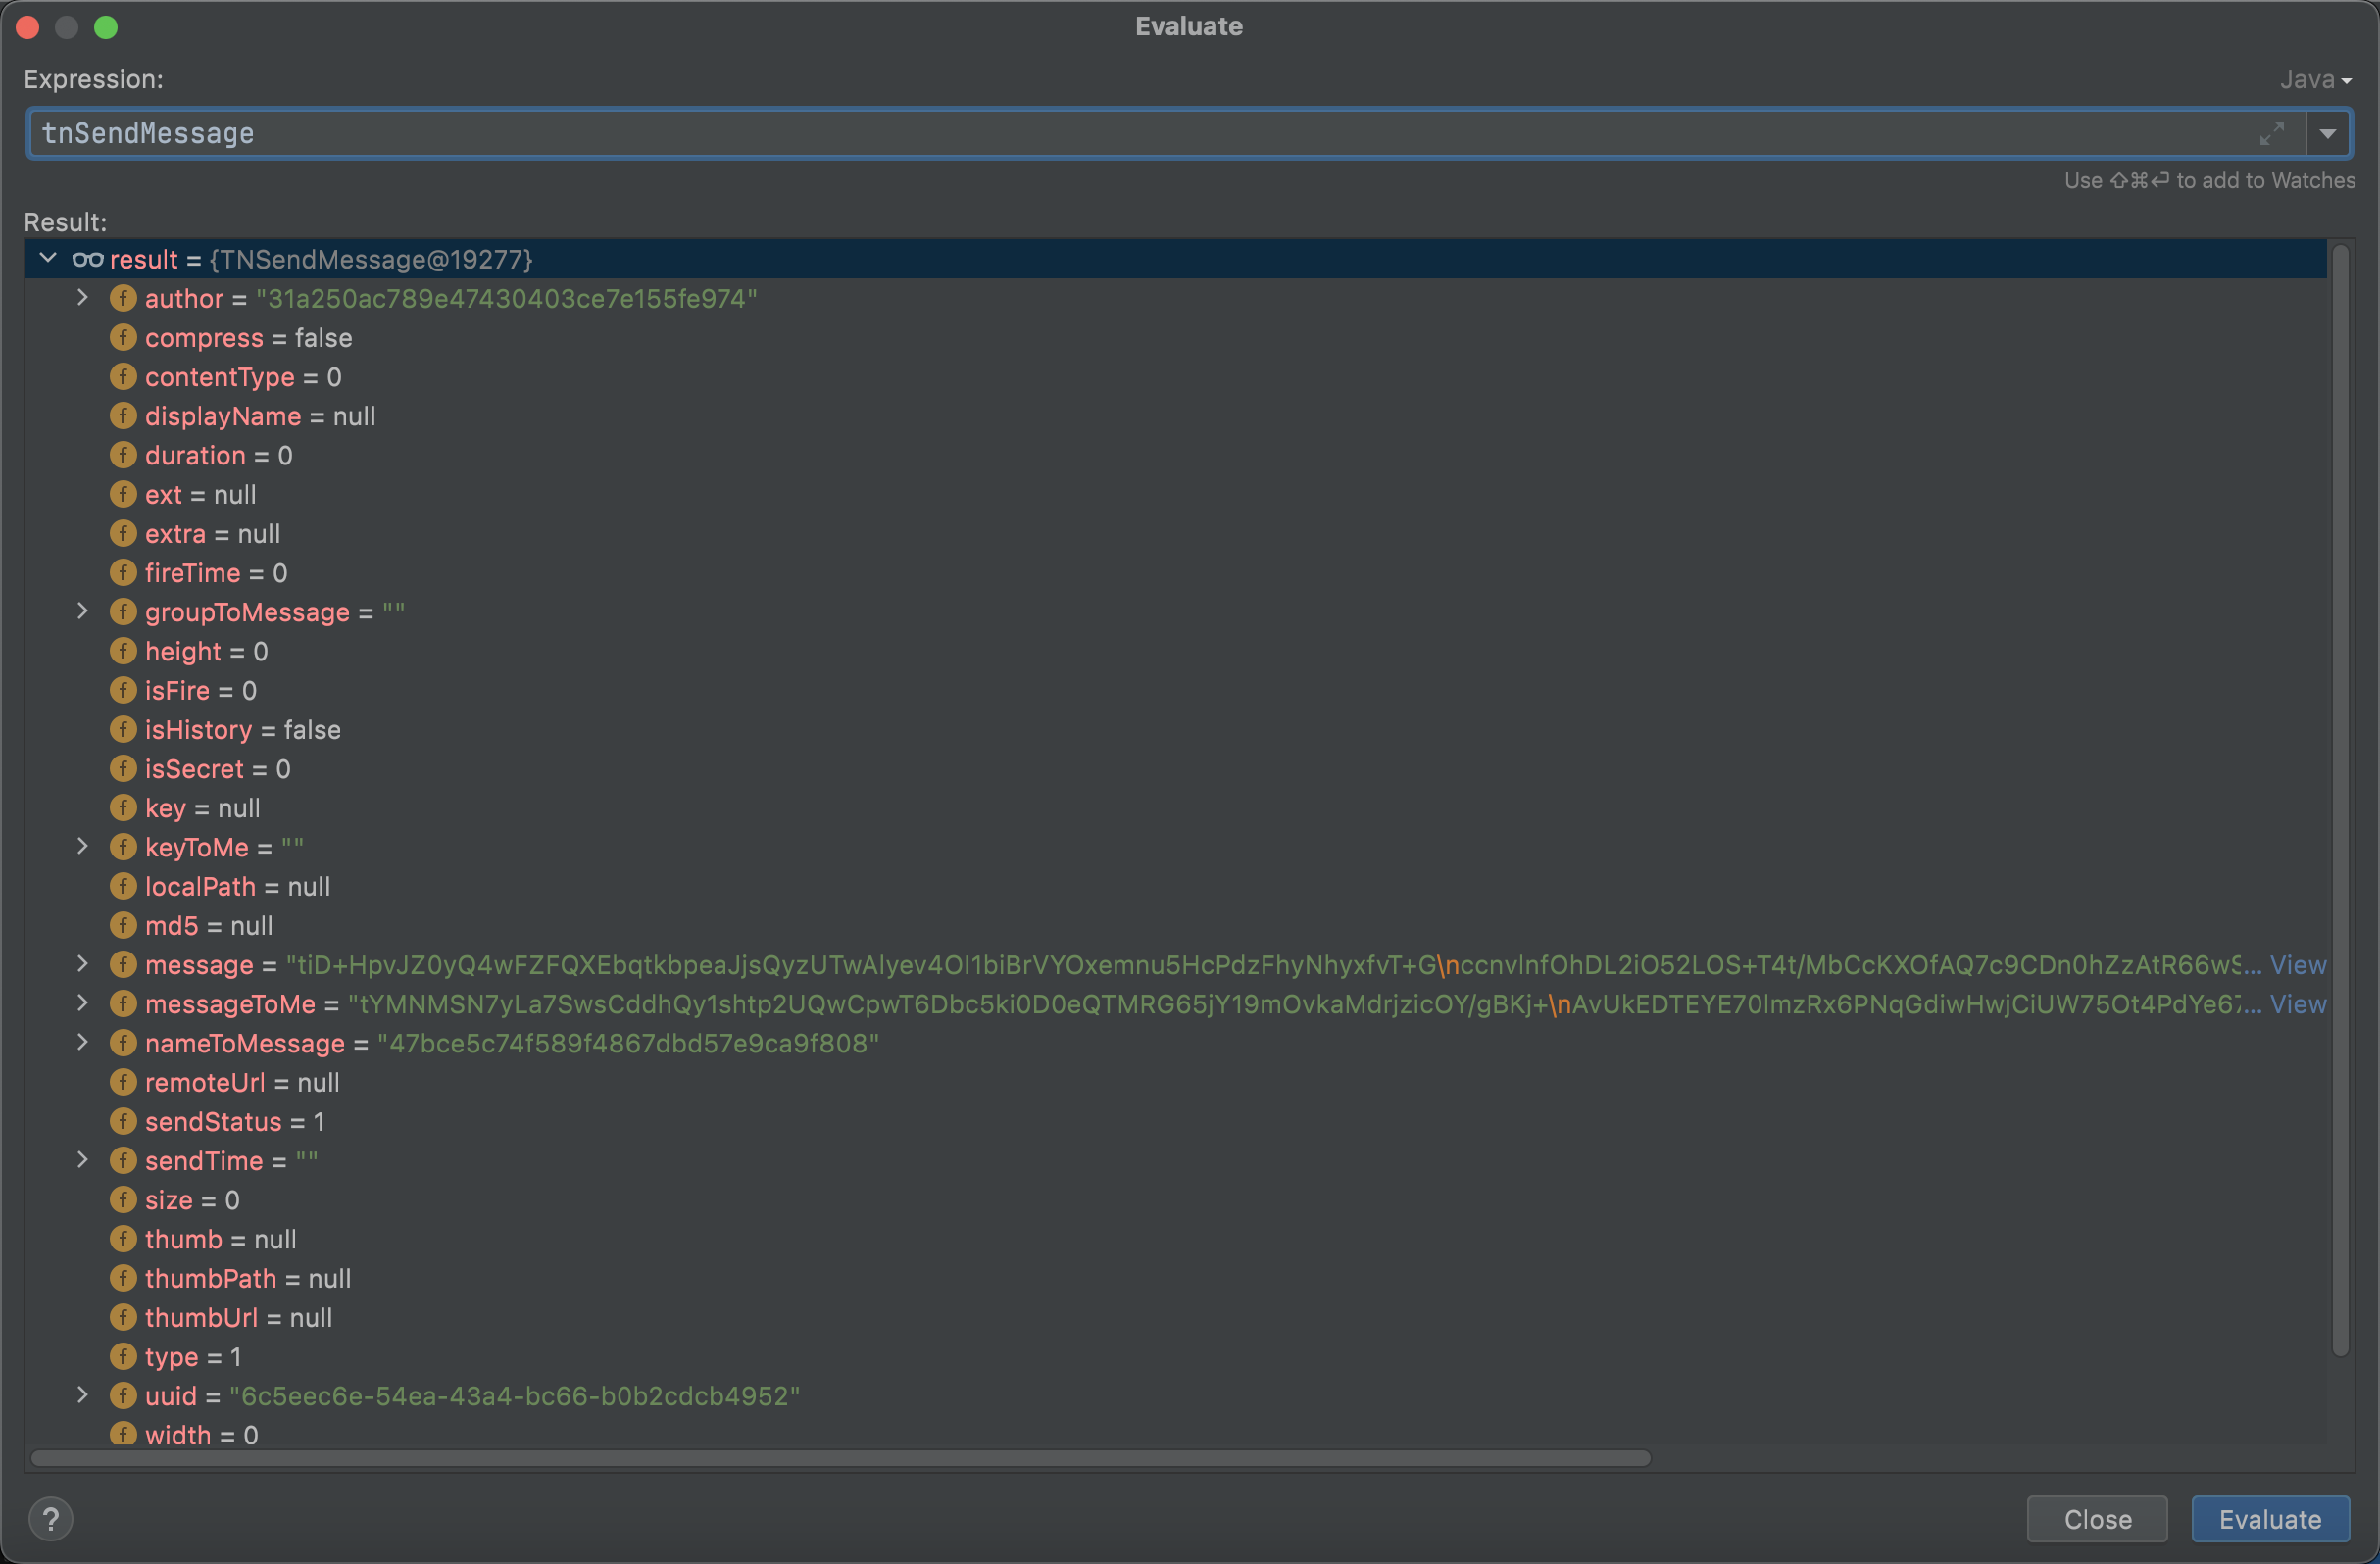 Evaluate
Expression:
Java
tnSendMessage
Use ⇧⌘⏎ to add to Watches
Result:
result = {TNSendMessage@19277}
author = "31a250ac789e47430403ce7e155fe974"
compress = false
contentType = 0
displayName = null
duration = 0
ext = null
extra = null
fireTime = 0
groupToMessage = ""
height = 0
isFire = 0
isHistory = false
isSecret = 0
key = null
keyToMe = ""
localPath = null
md5 = null
message = "tiD+HpvJZ0yQ4wFZFQXEbqtkbpeaJjsQyzUTwAlyev4Ol1biBrVYOxemnu5HcPdzFhyNhyxfvT+G\nccnvlnfOhDL2iO52LOS+T4t/MbCcKXOfAQ7c9CDn0hZzAtR66wS... View
messageToMe = "tYMNMSN7yLa7SwsCddhQy1shtp2UQwCpwT6Dbc5ki0D0eQTMRG65jY19mOvkaMdrjzicOY/gBKj+\nAvUkEDTEYE70lmzRx6PNqGdiwHwjCiUW75Ot4PdYe67... View
nameToMessage = "47bce5c74f589f4867dbd57e9ca9f808"
remoteUrl = null
sendStatus = 1
sendTime = ""
size = 0
thumb = null
thumbPath = null
thumbUrl = null
type = 1
uuid = "6c5eec6e-54ea-43a4-bc66-b0b2cdcb4952"
width = 0
?
Close
Evaluate